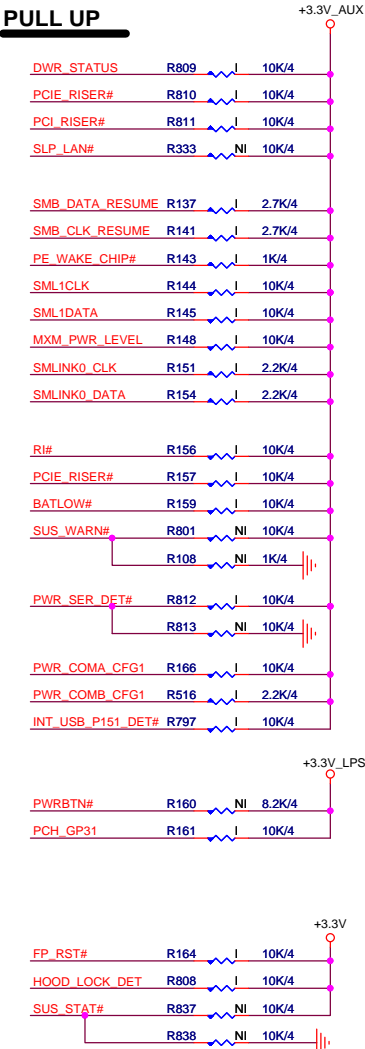 PULL UP
+3.3V_AUX
DWR_STATUS R809 I 10K/4
PCIE_RISER# R810 I 10K/4
PCI_RISER# R811 I 10K/4
SLP_LAN# R333 NI 10K/4
SMB_DATA_RESUME R137 I 2.7K/4
SMB_CLK_RESUME R141 I 2.7K/4
PE_WAKE_CHIP# R143 I 1K/4
SML1CLK R144 I 10K/4
SML1DATA R145 I 10K/4
MXM_PWR_LEVEL R148 I 10K/4
SMLINK0_CLK R151 I 2.2K/4
SMLINK0_DATA R154 I 2.2K/4
RI# R156 I 10K/4
PCIE_RISER# R157 I 10K/4
BATLOW# R159 I 10K/4
SUS_WARN# R801 NI 10K/4
R108 NI 1K/4
PWR_SER_DET# R812 I 10K/4
R813 NI 10K/4
PWR_COMA_CFG1 R166 I 10K/4
PWR_COMB_CFG1 R516 I 2.2K/4
INT_USB_P151_DET# R797 I 10K/4
+3.3V_LPS
PWRBTN# R160 NI 8.2K/4
PCH_GP31 R161 I 10K/4
+3.3V
FP_RST# R164 I 10K/4
HOOD_LOCK_DET R808 I 10K/4
SUS_STAT# R837 NI 10K/4
R838 NI 10K/4